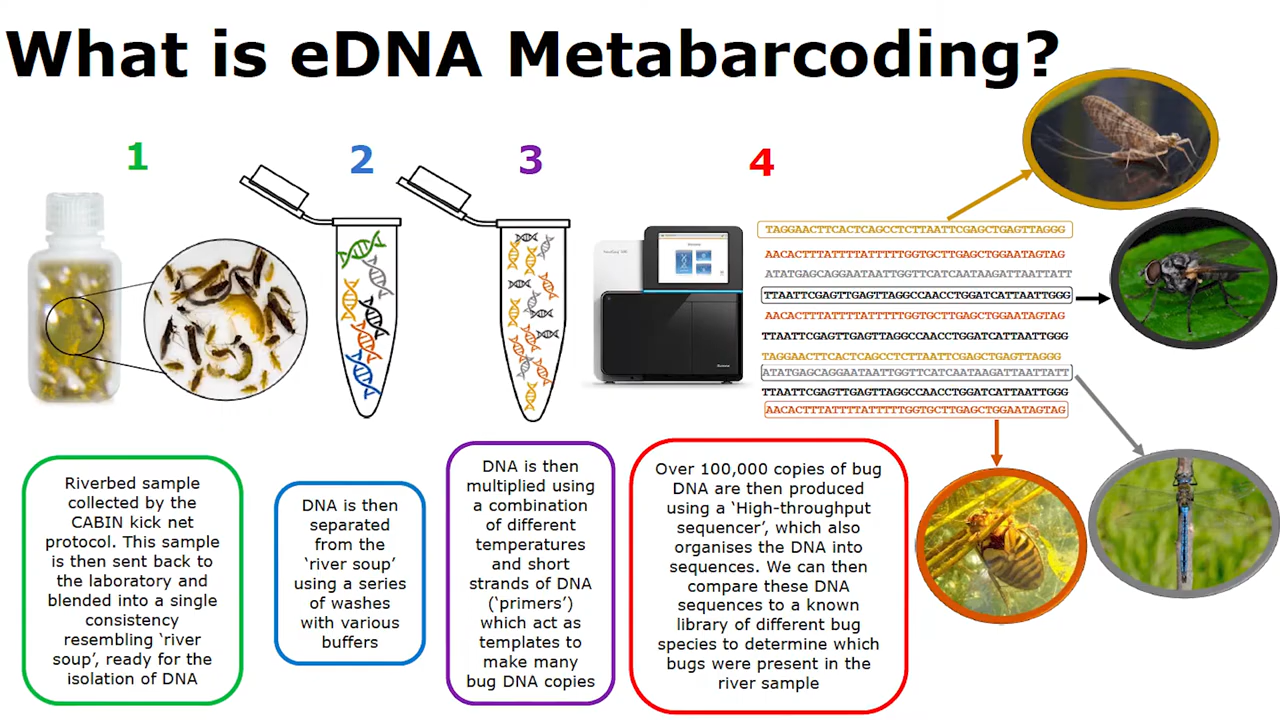 What is eDNA Metabarcoding?
1
2
3
4
TAGGAACTTCACTCAGCCTCTTAATTCGAGCTGAGTTAGGG
AACACTTTATTTTATTTTTGGTGCTTGAGCTGGAATAGTAG
ATATGAGCAGGAATAATTGGTTCATCAATAAGATTAATTATT
TTAATTCGAGTTGAGTTAGGCCAACCTGGATCATTAATTGGG
AACACTTTATTTTATTTTTGGTGCTTGAGCTGGAATAGTAG
TTAATTCGAGTTGAGTTAGGCCAACCTGGATCATTAATTGGG
TAGGAACTTCACTCAGCCTCTTAATTCGAGCTGAGTTAGGG
ATATGAGCAGGAATAATTGGTTCATCAATAAGATTAATTATT
TTAATTCGAGTTGAGTTAGGCCAACCTGGATCATTAATTGGG
AACACTTTATTTTATTTTTGGTGCTTGAGCTGGAATAGTAG
Riverbed sample
collected by the
CABIN kick net
protocol. This sample
is then sent back to
the laboratory and
blended into a single
consistency
resembling ‘river
soup’, ready for the
isolation of DNA
DNA is then
separated
from the
‘river soup’
using a series
of washes
with various
buffers
DNA is then
multiplied using
a combination
of different
temperatures
and short
strands of DNA
(‘primers’)
which act as
templates to
make many
bug DNA copies
Over 100,000 copies of bug
DNA are then produced
using a ‘High-throughput
sequencer’, which also
organises the DNA into
sequences. We can then
compare these DNA
sequences to a known
library of different bug
species to determine which
bugs were present in the
river sample